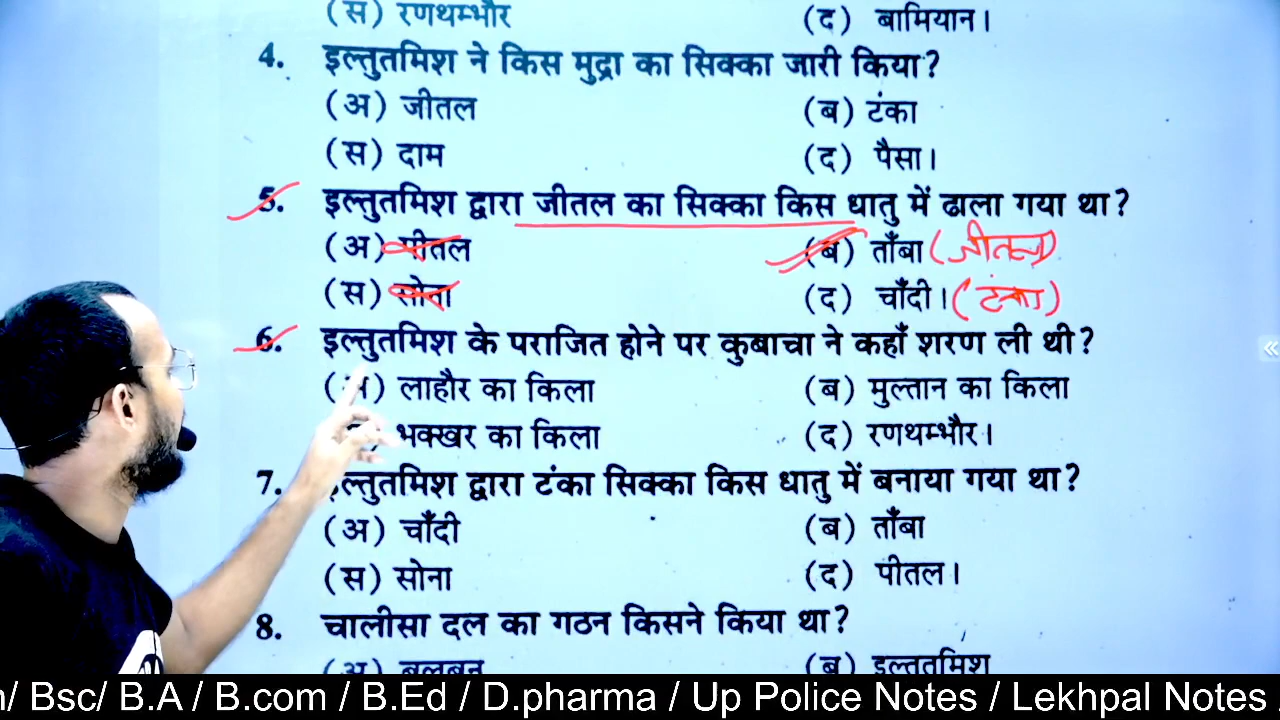 (स) रणथम्भौर (द) बामियान।
4. इल्तुतमिश ने किस मुद्रा का सिक्का जारी किया?
(अ) जीतल (ब) टंका
(स) दाम (द) पैसा।
5. इल्तुतमिश द्वारा जीतल का सिक्का किस धातु में ढाला गया था?
(अ) पीतल (ब) ताँबा (जीतल)
(स) सोना (द) चाँदी। (टंका)
6. इल्तुतमिश के पराजित होने पर कुबाचा ने कहाँ शरण ली थी?
(अ) लाहौर का किला (ब) मुल्तान का किला
भक्खर का किला (द) रणथम्भौर।
7. इल्तुतमिश द्वारा टंका सिक्का किस धातु में बनाया गया था?
(अ) चाँदी (ब) ताँबा
(स) सोना (द) पीतल।
8. चालीसा दल का गठन किसने किया था?
(अ) बलबन (ब) इल्तुतमिश
/ Bsc/ B.A / B.com / B.Ed / D.pharma / Up Police Notes / Lekhpal Notes